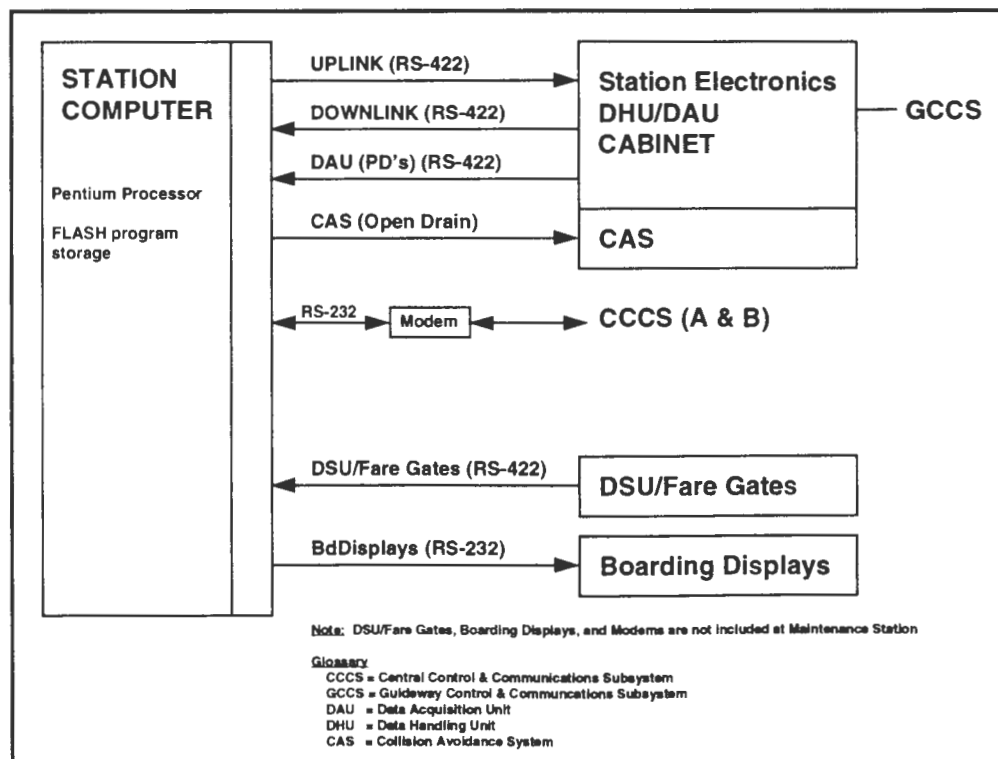 STATION
COMPUTER
Pentium Processor
FLASH program
storage
UPLINK (RS-422)
DOWNLINK (RS-422)
DAU (PD's) (RS-422)
CAS (Open Drain)
Station Electronics
DHU/DAU
CABINET
GCCS
CAS
RS-232
Modem
CCCS (A & B)
DSU/Fare Gates (RS-422)
DSU/Fare Gates
BdDisplays (RS-232)
Boarding Displays
Note: DSU/Fare Gates, Boarding Displays, and Modems are not included at Maintenance Station
Glossary
CCCS = Central Control & Communications Subsystem
GCCS = Guideway Control & Communcations Subsystem
DAU = Data Acquisition Unit
DHU = Data Handling Unit
CAS = Collision Avoidance System